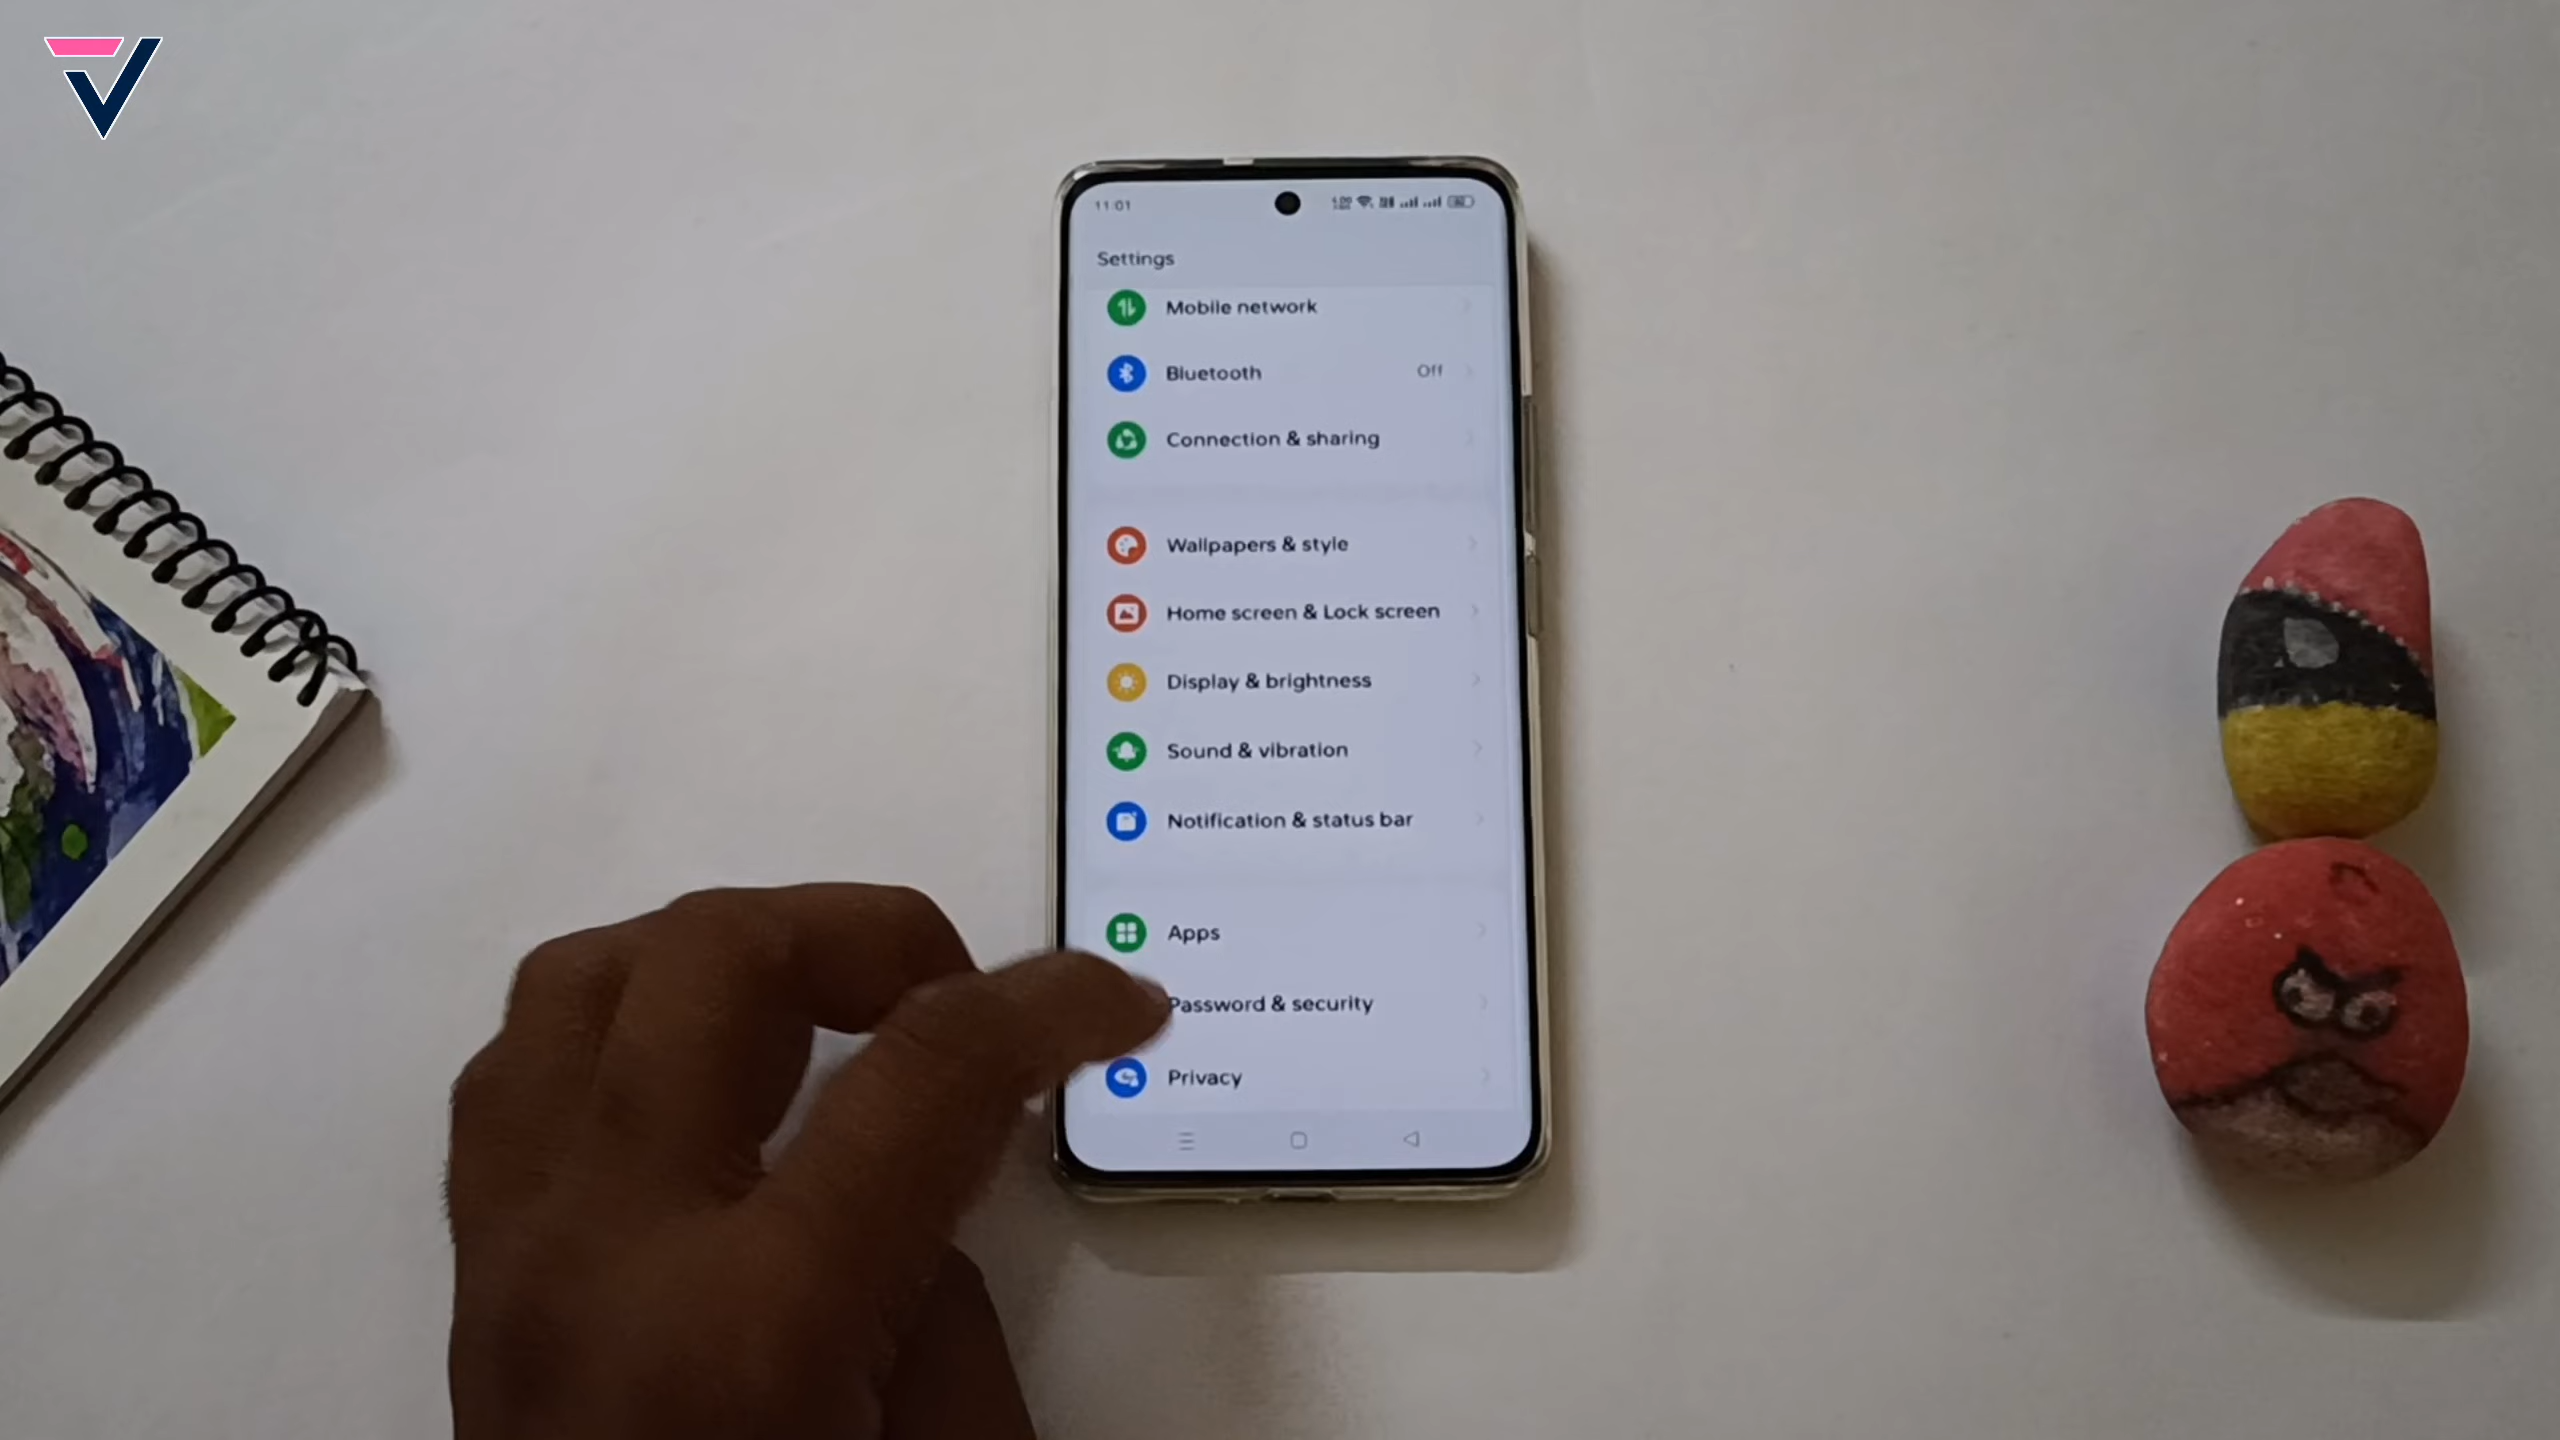 11:01
Settings
Mobile network
Bluetooth Off
Connection & sharing
Wallpapers & style
Home screen & Lock screen
Display & brightness
Sound & vibration
Notification & status bar
Apps
Password & security
Privacy